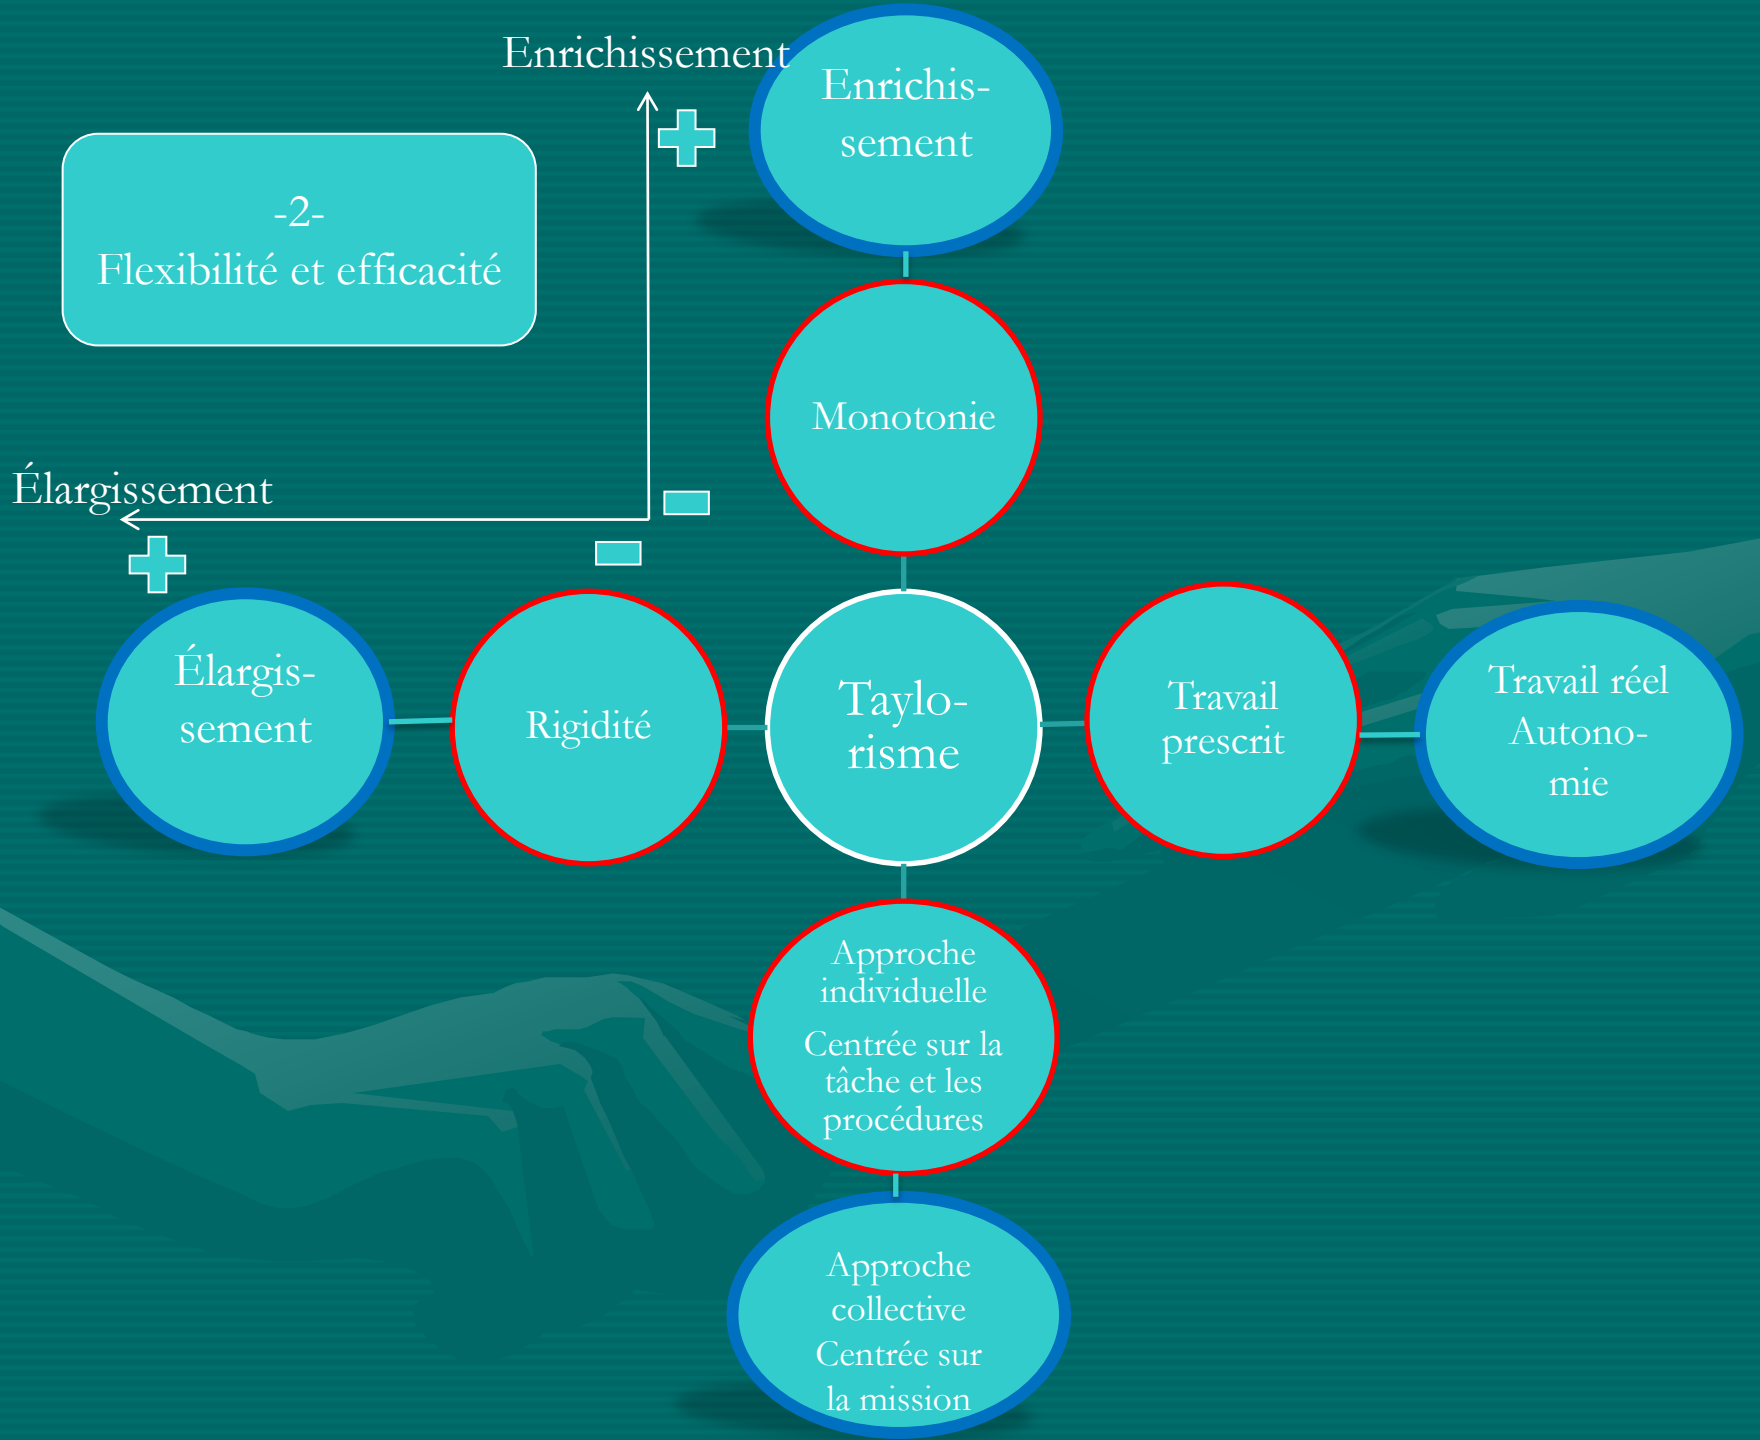 Enrichissement
Enrichis-
sement
-2-
Flexibilité et efficacité
Monotonie
Élargissement
Élargis-
sement
Rigidité
Taylo-
risme
Travail
prescrit
Travail réel
Autono-
mie
Approche
individuelle
Centrée sur la
tâche et les
procédures
Approche
collective
Centrée sur
la mission